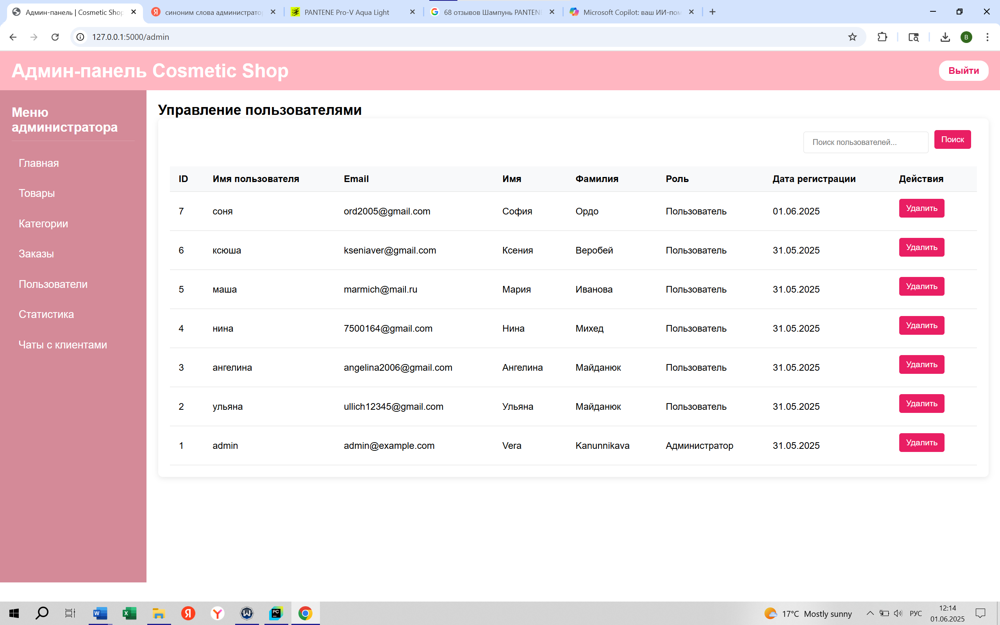 Админ-панель | Cosmetic Shop
синоним слова администратор
PANTENE Pro-V Aqua Light
68 отзывов Шампунь PANTENE
Microsoft Copilot: ваш ИИ-пом
127.0.0.1:5000/admin
B
Админ-панель Cosmetic Shop
Выйти
Меню
администратора
Главная
Товары
Категории
Заказы
Пользователи
Статистика
Чаты с клиентами
Управление пользователями
Поиск пользователей...
Поиск
ID Имя пользователя Email Имя Фамилия Роль Дата регистрации Действия
7 соня ord2005@gmail.com София Ордо Пользователь 01.06.2025 Удалить
6 ксюша kseniaver@gmail.com Ксения Веробей Пользователь 31.05.2025 Удалить
5 маша marmich@mail.ru Мария Иванова Пользователь 31.05.2025 Удалить
4 нина 7500164@gmail.com Нина Михед Пользователь 31.05.2025 Удалить
3 ангелина angelina2006@gmail.com Ангелина Майданюк Пользователь 31.05.2025 Удалить
2 ульяна ullich12345@gmail.com Ульяна Майданюк Пользователь 31.05.2025 Удалить
1 admin admin@example.com Vera Kanunnikava Администратор 31.05.2025 Удалить
17°C Mostly sunny
РУС
12:14
01.06.2025